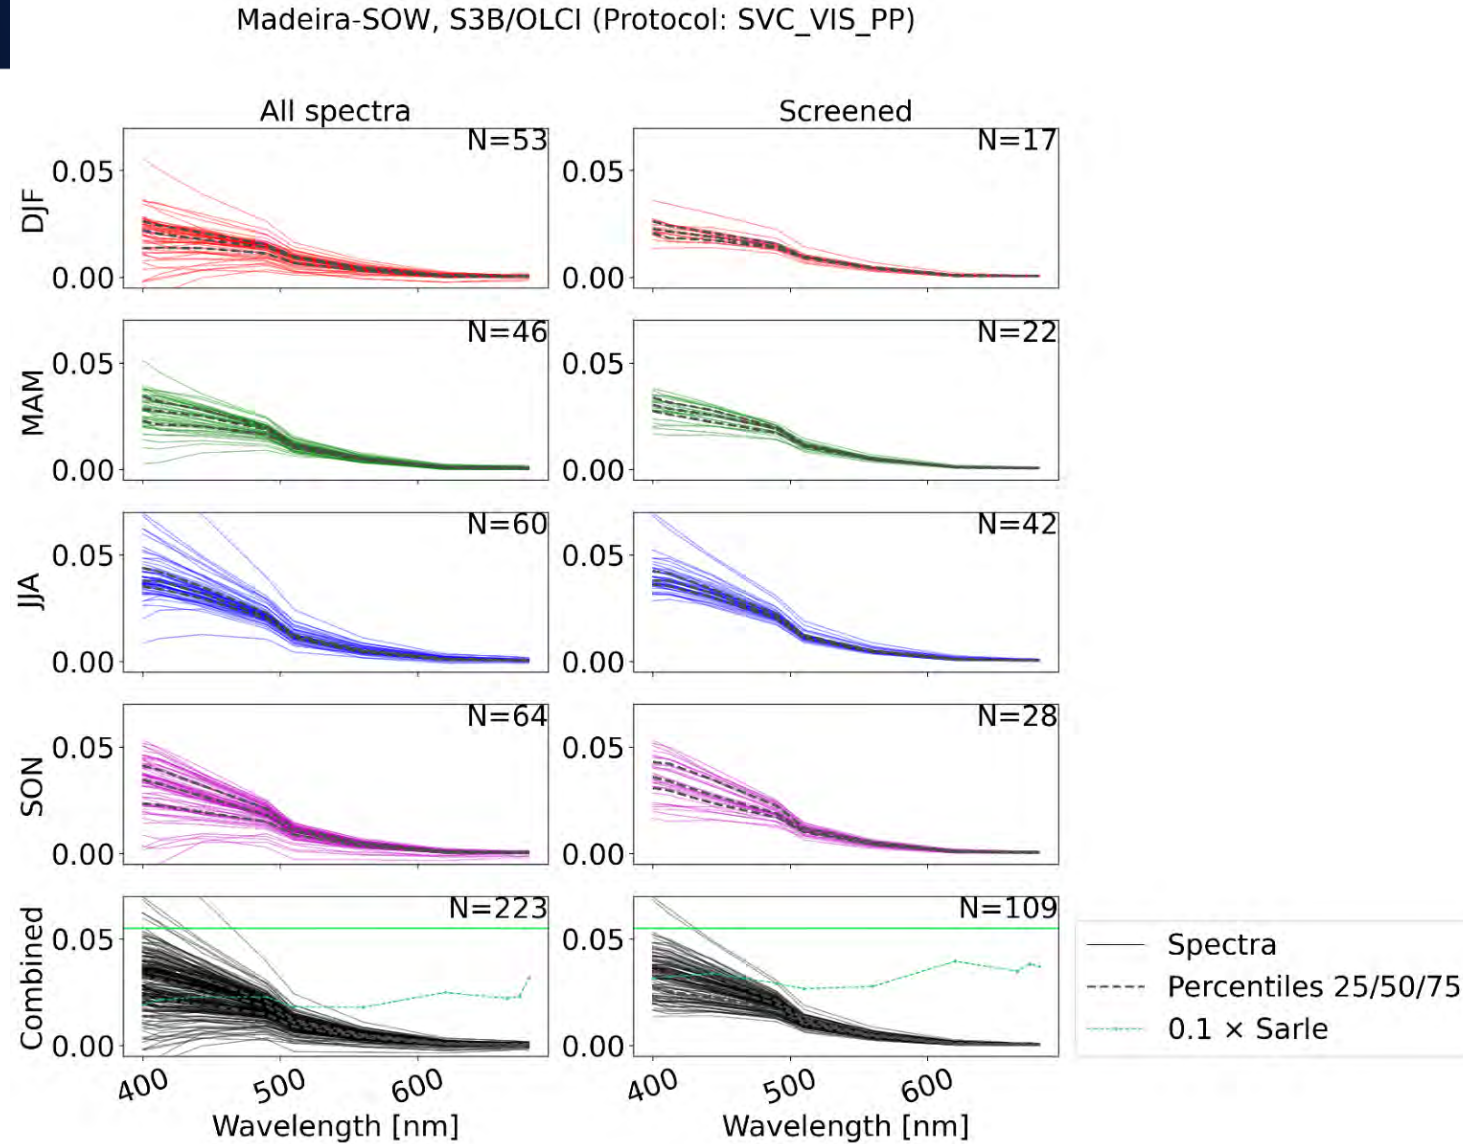 Madeira-SOW, S3B/OLCI (Protocol: SVC_VIS_PP)
All spectra
Screened
DJF
0.05
0.00
N=53
0.05
0.00
N=17
MAM
0.05
0.00
N=46
0.05
0.00
N=22
JJA
0.05
0.00
N=60
0.05
0.00
N=42
SON
0.05
0.00
N=64
0.05
0.00
N=28
Combined
0.05
0.00
N=223
0.05
0.00
N=109
400 500 600
400 500 600
Wavelength [nm]
Wavelength [nm]
Spectra
Percentiles 25/50/75
0.1 × Sarle